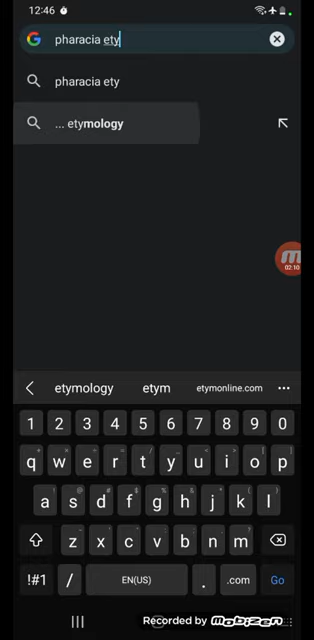 12:46
pharacia ety
pharacia ety
... etymology
02:10
etymology etym etymonline.com ...
1 2 3 4 5 6 7 8 9 0
q w e r t y u i o p
a s d f g h j k l
z x c v b n m
!#1 / EN(US) . .com Go
Recorded by mobizen